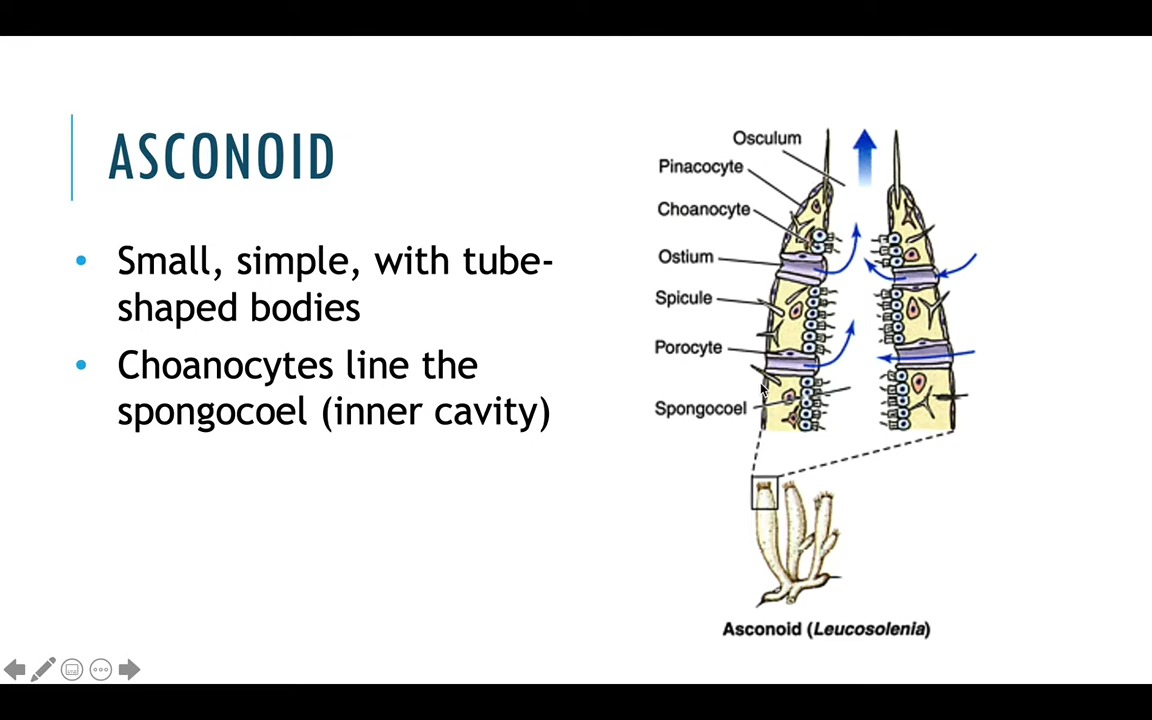 ASCONOID
• Small, simple, with tube-
shaped bodies
• Choanocytes line the
spongocoel (inner cavity)
Osculum
Pinacocyte
Choanocyte
Ostium
Spicule
Porocyte
Spongocoel
Asconoid (Leucosolenia)